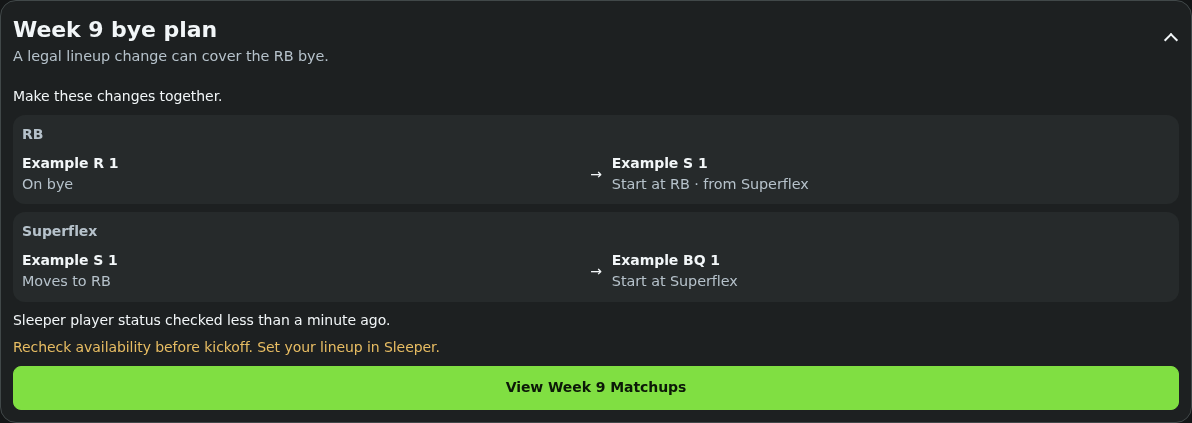 Week 9 bye plan
A legal lineup change can cover the RB bye.
Make these changes together.
RB
Example R 1
On bye
→
Example S 1
Start at RB · from Superflex
Superflex
Example S 1
Moves to RB
→
Example BQ 1
Start at Superflex
Sleeper player status checked less than a minute ago.
Recheck availability before kickoff. Set your lineup in Sleeper.
View Week 9 Matchups